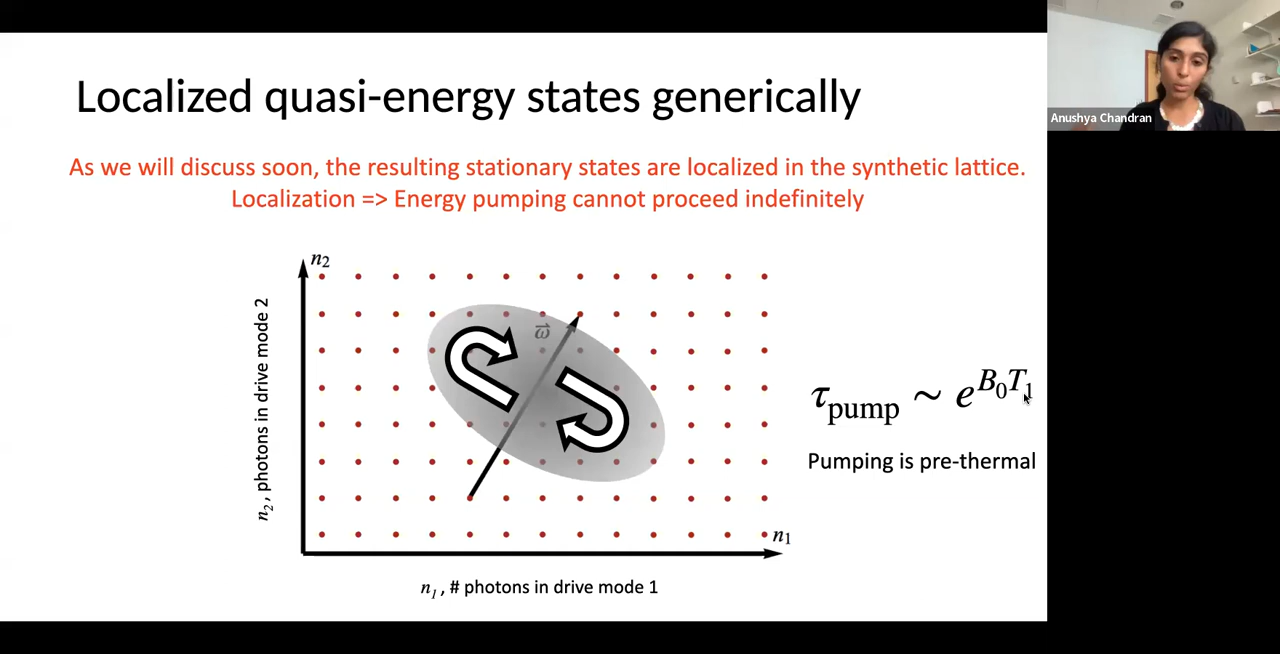 Localized quasi-energy states generically
Anushya Chandran
As we will discuss soon, the resulting stationary states are localized in the synthetic lattice.
Localization => Energy pumping cannot proceed indefinitely
n₂
n₂, photons in drive mode 2
ω⃗
τ_pump ~ e^{B₀T₁}
Pumping is pre-thermal
n₁
n₁, # photons in drive mode 1